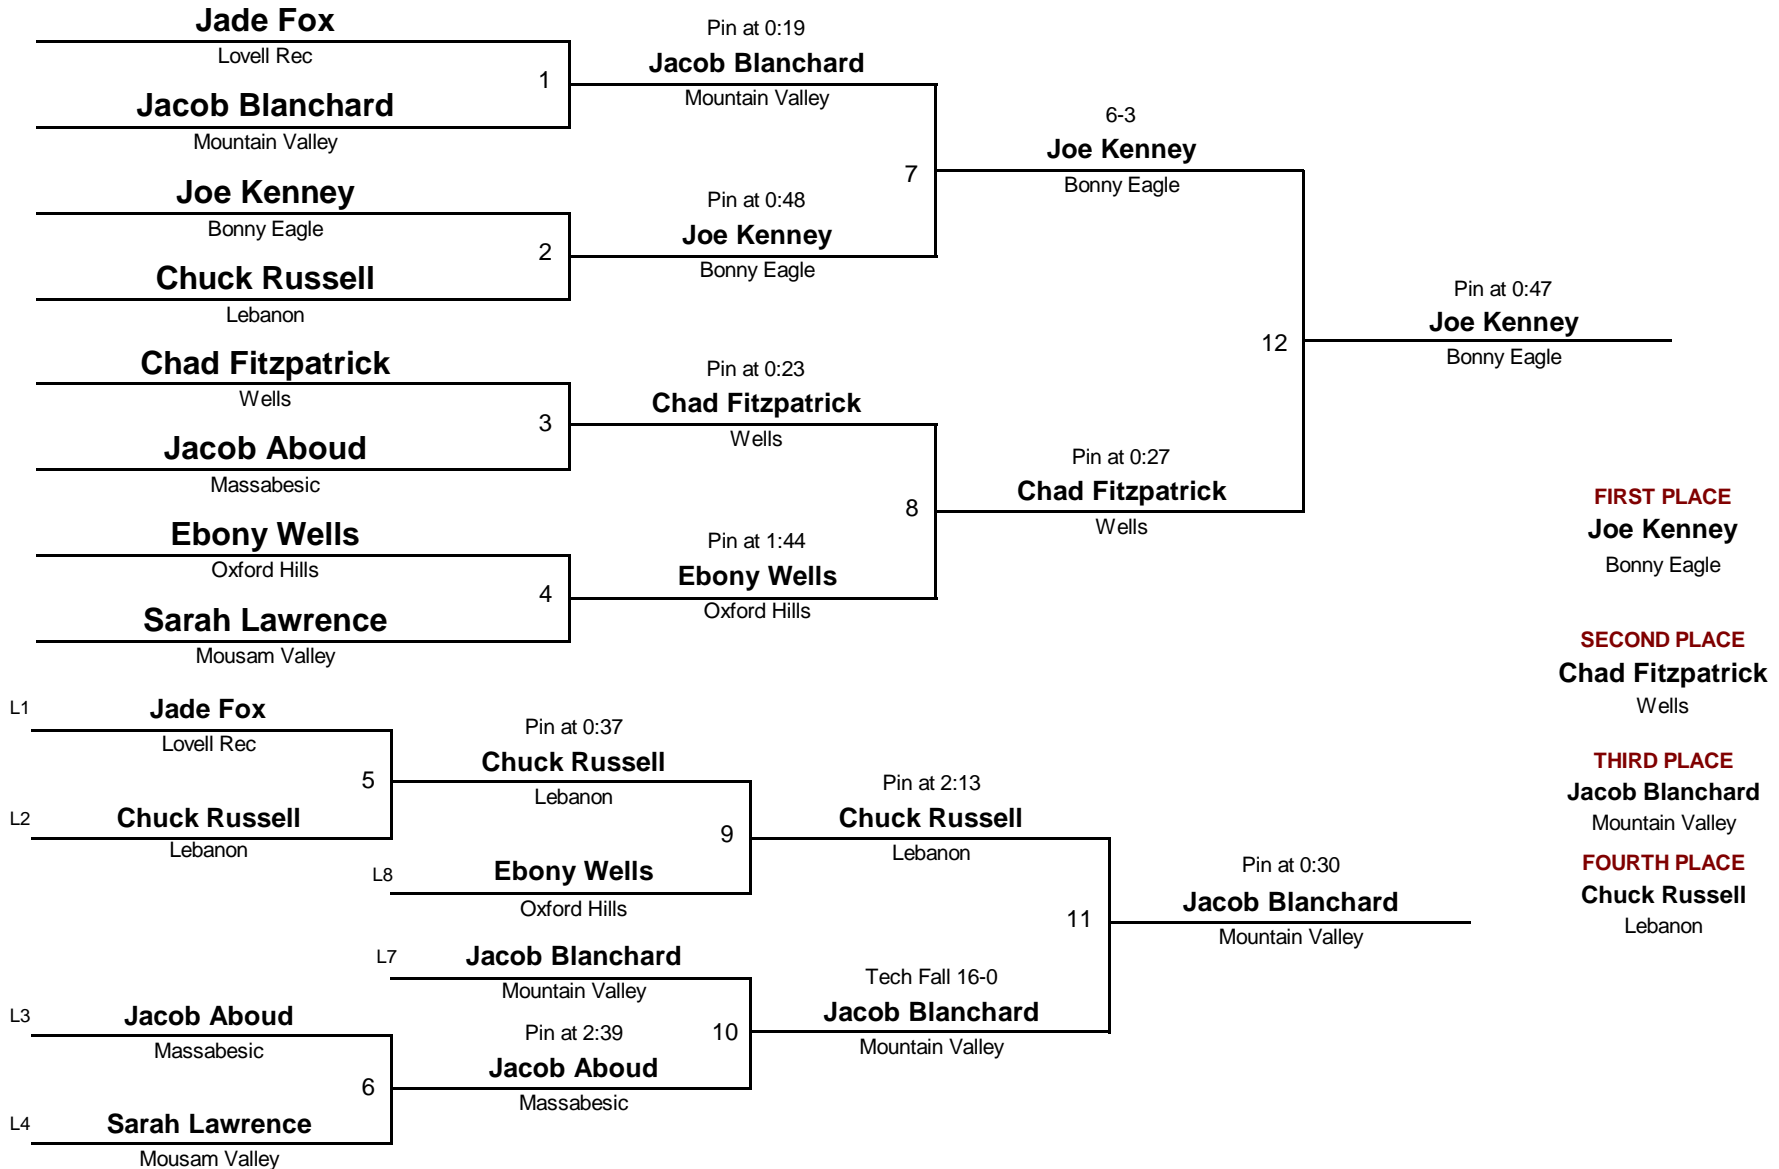 Jade Fox
Lovell Rec
1
Jacob Blanchard
Mountain Valley
Joe Kenney
Bonny Eagle
2
Chuck Russell
Lebanon
Chad Fitzpatrick
Wells
3
Jacob Aboud
Massabesic
Ebony Wells
Oxford Hills
4
Sarah Lawrence
Mousam Valley
Pin at 0:19
Jacob Blanchard
Mountain Valley
7
Pin at 0:48
Joe Kenney
Bonny Eagle
Pin at 0:23
Chad Fitzpatrick
Wells
8
Pin at 1:44
Ebony Wells
Oxford Hills
6-3
Joe Kenney
Bonny Eagle
12
Pin at 0:27
Chad Fitzpatrick
Wells
Pin at 0:47
Joe Kenney
Bonny Eagle
FIRST PLACE
Joe Kenney
Bonny Eagle
SECOND PLACE
Chad Fitzpatrick
Wells
THIRD PLACE
Jacob Blanchard
Mountain Valley
FOURTH PLACE
Chuck Russell
Lebanon
L1
Jade Fox
Lovell Rec
5
L2
Chuck Russell
Lebanon
L3
Jacob Aboud
Massabesic
6
L4
Sarah Lawrence
Mousam Valley
Pin at 0:37
Chuck Russell
Lebanon
9
L8
Ebony Wells
Oxford Hills
L7
Jacob Blanchard
Mountain Valley
10
Pin at 2:39
Jacob Aboud
Massabesic
Pin at 2:13
Chuck Russell
Lebanon
11
Tech Fall 16-0
Jacob Blanchard
Mountain Valley
Pin at 0:30
Jacob Blanchard
Mountain Valley